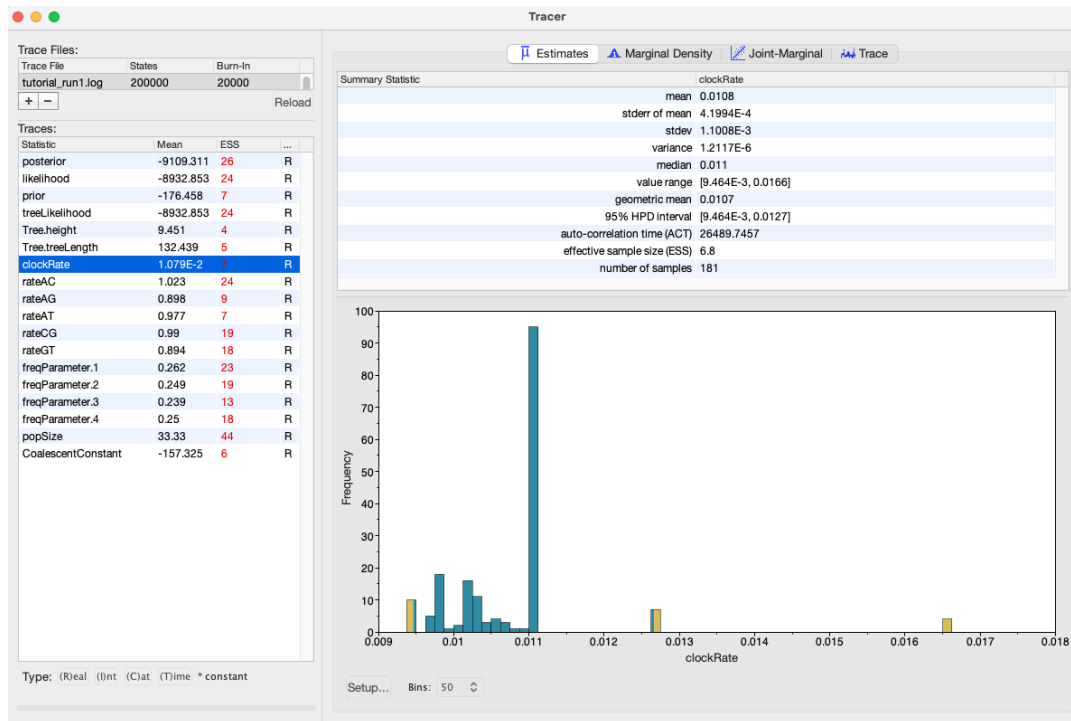 Tracer
Trace Files:
Trace File States Burn-In
tutorial_run1.log 200000 20000
+ − Reload
Traces:
Statistic Mean ESS ...
posterior -9109.311 26 R
likelihood -8932.853 24 R
prior -176.458 7 R
treeLikelihood -8932.853 24 R
Tree.height 9.451 4 R
Tree.treeLength 132.439 5 R
clockRate 1.079E-2 7 R
rateAC 1.023 24 R
rateAG 0.898 9 R
rateAT 0.977 7 R
rateCG 0.99 19 R
rateGT 0.894 18 R
freqParameter.1 0.262 23 R
freqParameter.2 0.249 19 R
freqParameter.3 0.239 13 R
freqParameter.4 0.25 18 R
popSize 33.33 44 R
CoalescentConstant -157.325 6 R
Type: (R)eal (I)nt (C)at (T)ime * constant
Estimates Marginal Density Joint-Marginal Trace
Summary Statistic clockRate
mean 0.0108
stderr of mean 4.1994E-4
stdev 1.1008E-3
variance 1.2117E-6
median 0.011
value range [9.464E-3, 0.0166]
geometric mean 0.0107
95% HPD interval [9.464E-3, 0.0127]
auto-correlation time (ACT) 26489.7457
effective sample size (ESS) 6.8
number of samples 181
100
90
80
70
60
50
40
30
20
10
0
Frequency
0.009 0.01 0.011 0.012 0.013 0.014 0.015 0.016 0.017 0.018
clockRate
Setup... Bins: 50